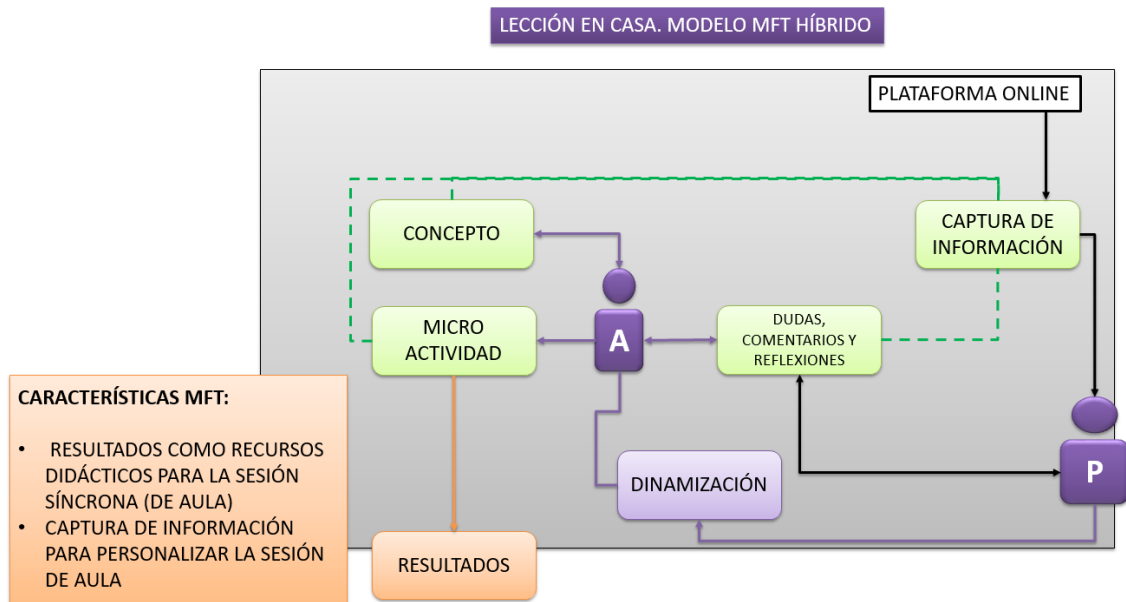 LECCIÓN EN CASA. MODELO MFT HÍBRIDO
PLATAFORMA ONLINE
CONCEPTO
CAPTURA DE
INFORMACIÓN
MICRO
ACTIVIDAD
A
DUDAS,
COMENTARIOS Y
REFLEXIONES
CARACTERÍSTICAS MFT:
• RESULTADOS COMO RECURSOS
DIDÁCTICOS PARA LA SESIÓN
SÍNCRONA (DE AULA)
• CAPTURA DE INFORMACIÓN
PARA PERSONALIZAR LA SESIÓN
DE AULA
DINAMIZACIÓN
P
RESULTADOS